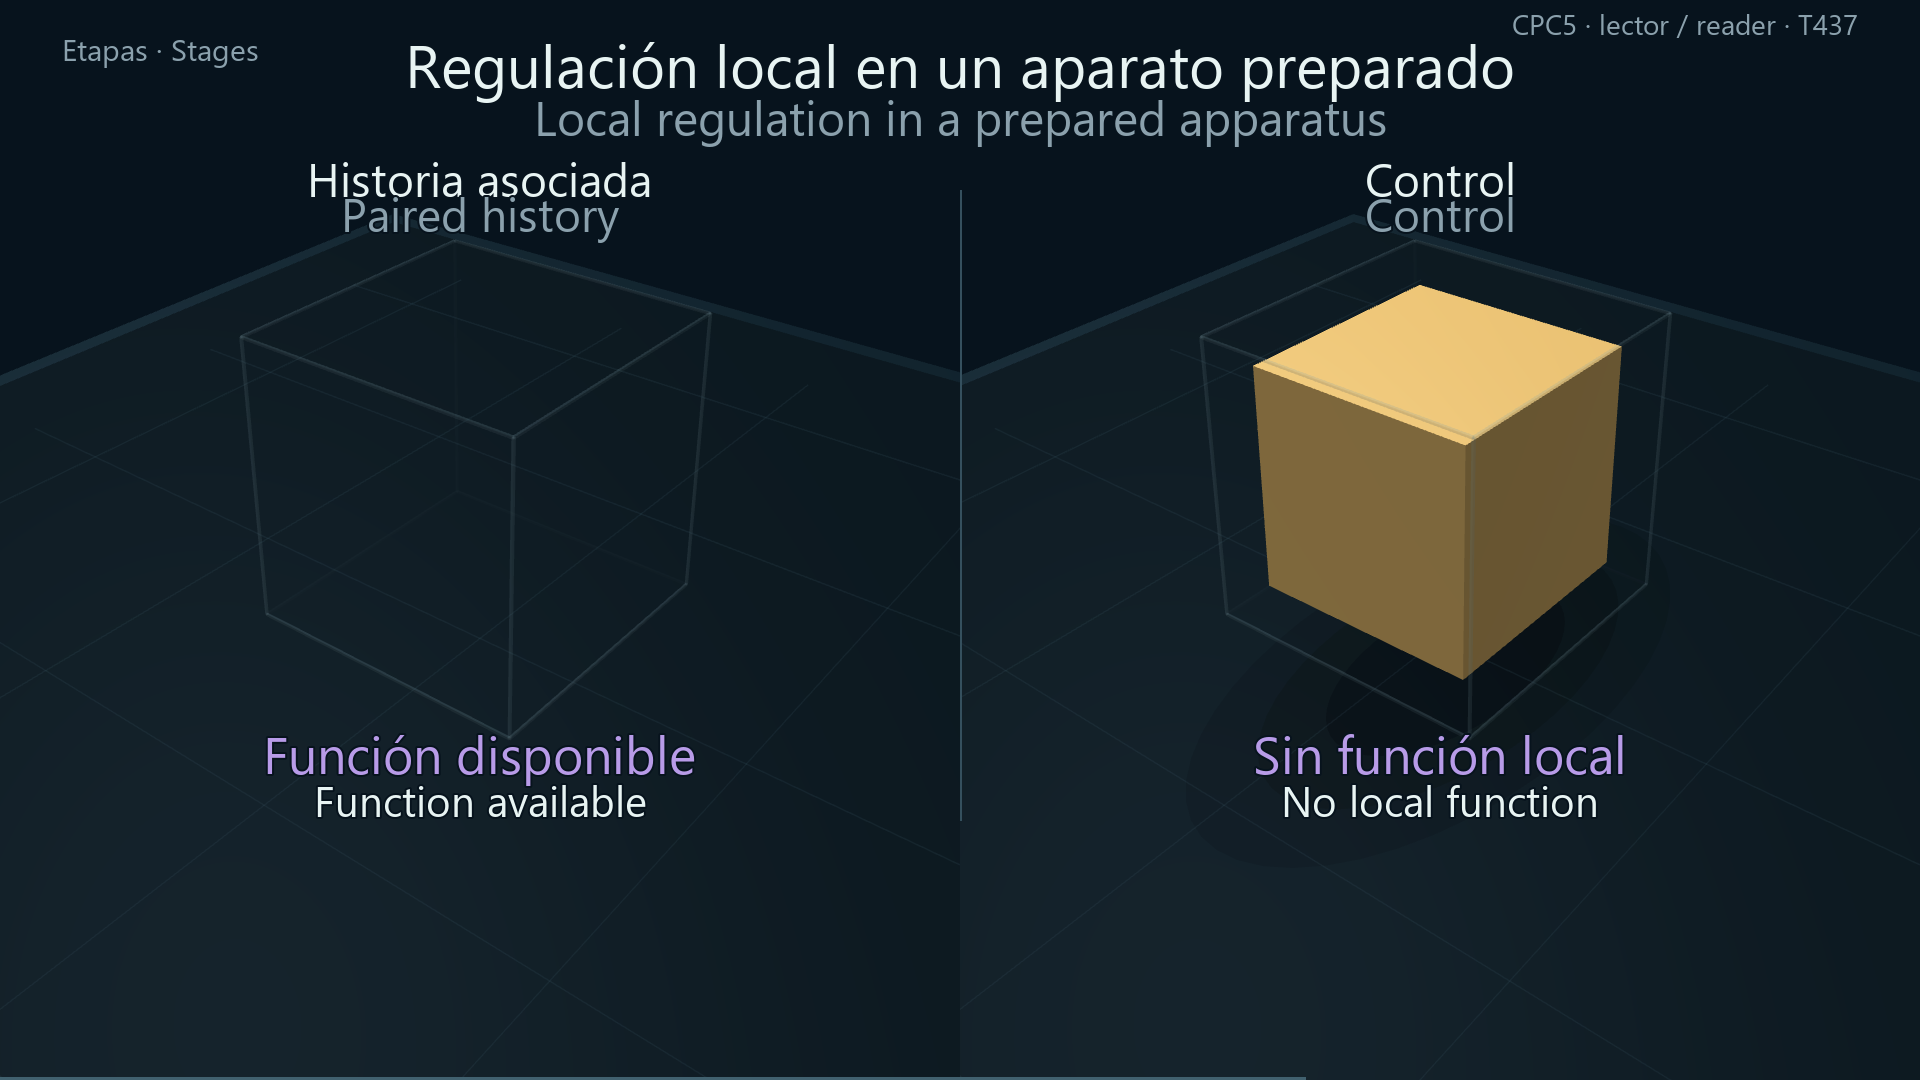 Etapas · Stages
CPC5 · lector / reader · T437
Regulación local en un aparato preparado
Local regulation in a prepared apparatus
Historia asociada
Paired history
Control
Control
Función disponible
Function available
Sin función local
No local function